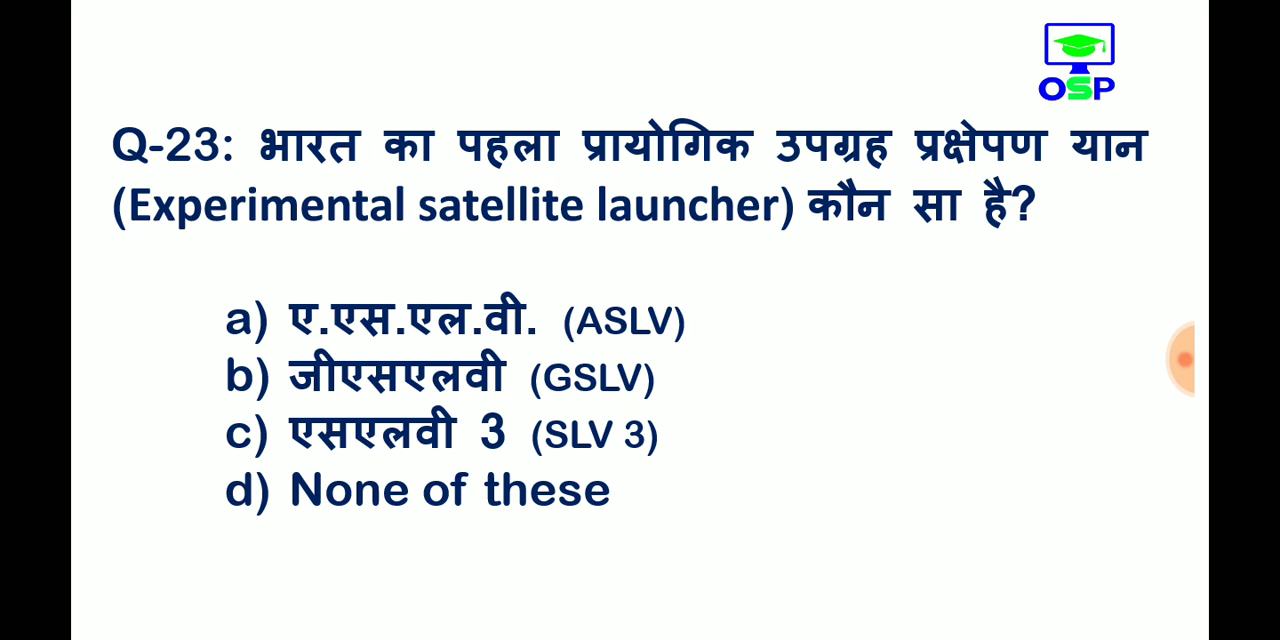 OSP
Q-23: भारत का पहला प्रायोगिक उपग्रह प्रक्षेपण यान
(Experimental satellite launcher) कौन सा है?
a) ए.एस.एल.वी. (ASLV)
b) जीएसएलवी (GSLV)
c) एसएलवी 3 (SLV 3)
d) None of these